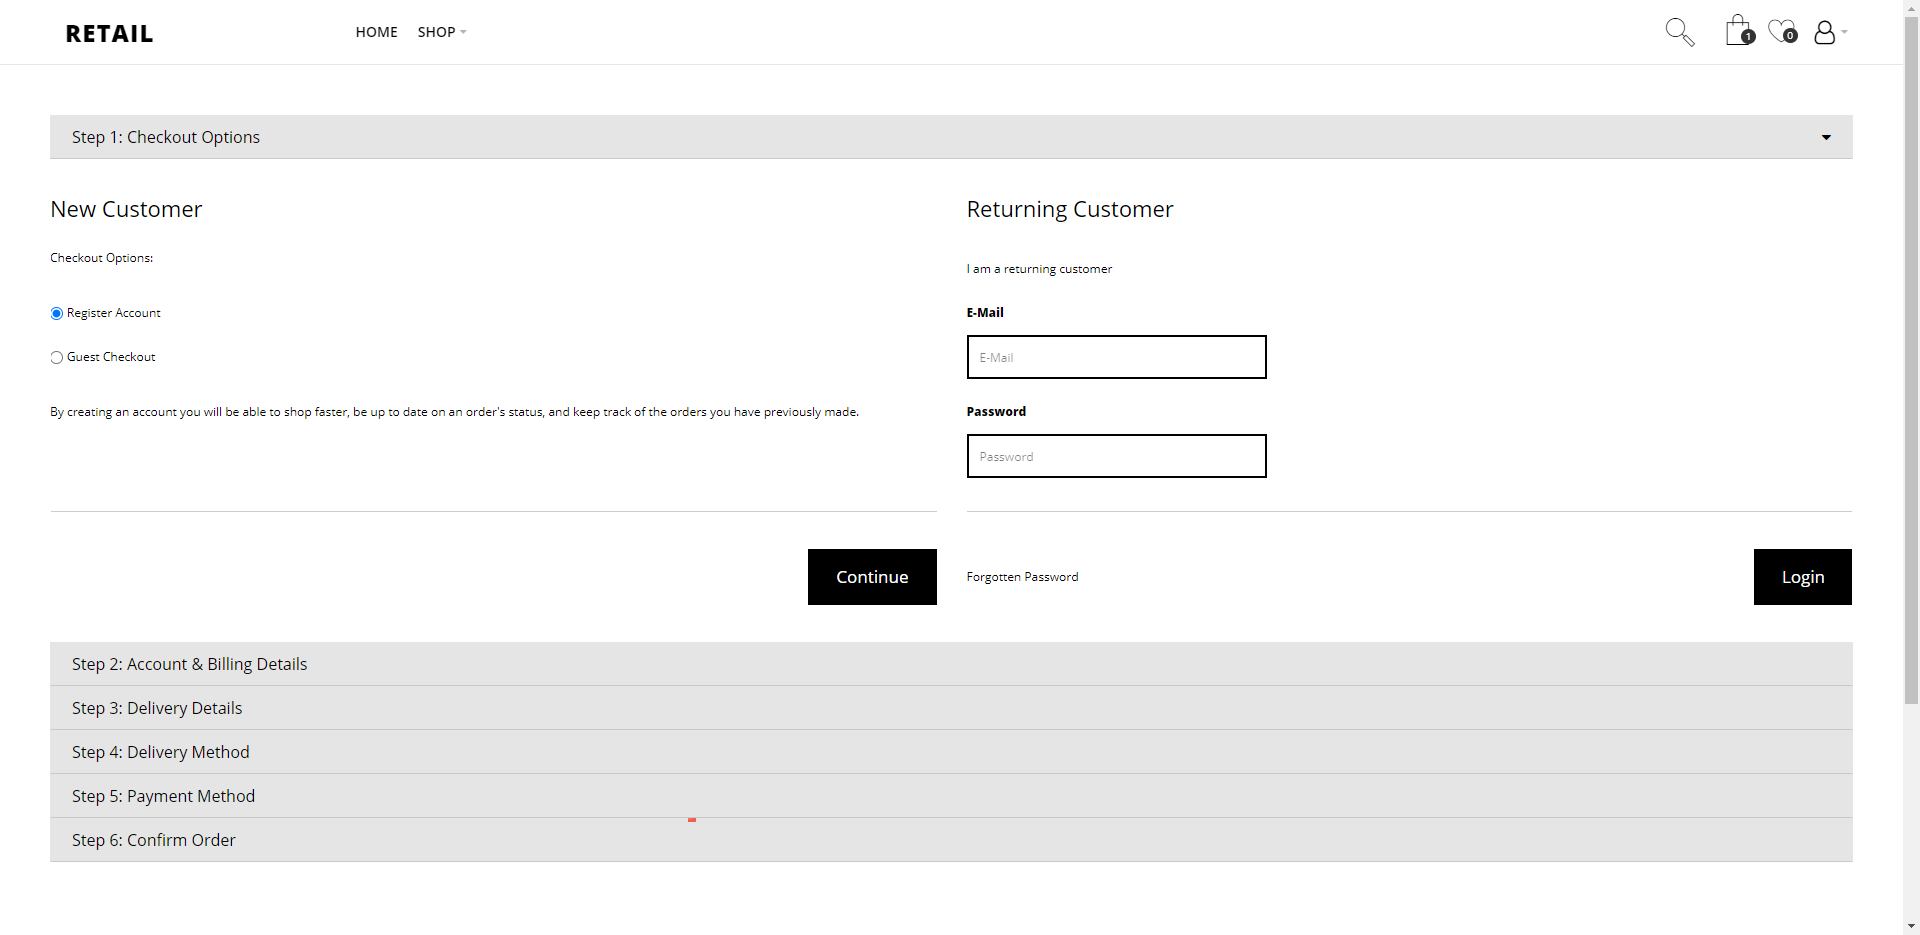 RETAIL
HOME SHOP
1 0
Step 1: Checkout Options
New Customer
Checkout Options:
Register Account
Guest Checkout
By creating an account you will be able to shop faster, be up to date on an order's status, and keep track of the orders you have previously made.
Continue
Returning Customer
I am a returning customer
E-Mail
E-Mail
Password
Password
Forgotten Password
Login
Step 2: Account & Billing Details
Step 3: Delivery Details
Step 4: Delivery Method
Step 5: Payment Method
Step 6: Confirm Order